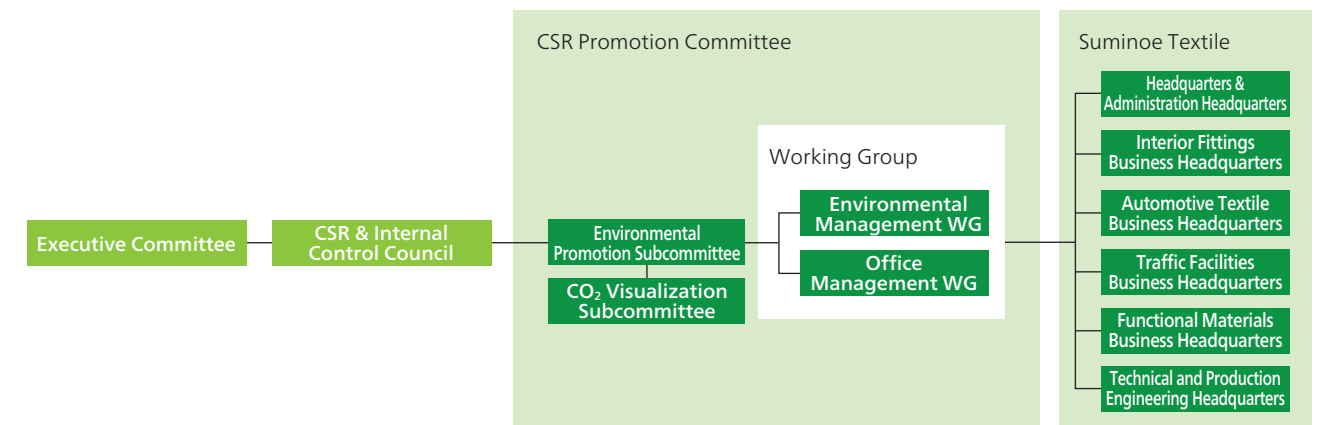 CSR Promotion Committee
Suminoe Textile
Executive Committee
CSR & Internal
Control Council
Environmental
Promotion Subcommittee
CO₂ Visualization
Subcommittee
Working Group
Environmental
Management WG
Office
Management WG
Headquarters &
Administration Headquarters
Interior Fittings
Business Headquarters
Automotive Textile
Business Headquarters
Traffic Facilities
Business Headquarters
Functional Materials
Business Headquarters
Technical and Production
Engineering Headquarters